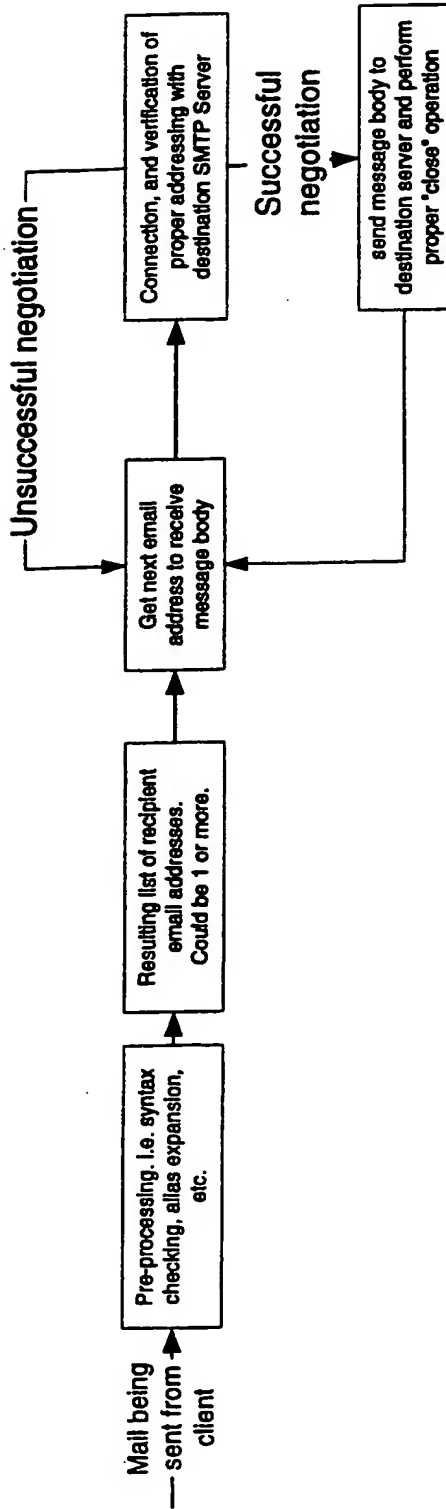 Mail being
sent from
client
Pre-processing. i.e. syntax
checking, alias expansion,
etc.
Resulting list of recipient
email addresses.
Could be 1 or more.
Get next email
address to receive
message body
Unsuccessful negotiation
Connection, and verification of
proper addressing with
destination SMTP Server
Successful
negotiation
send message body to
destination server and perform
proper "close" operation